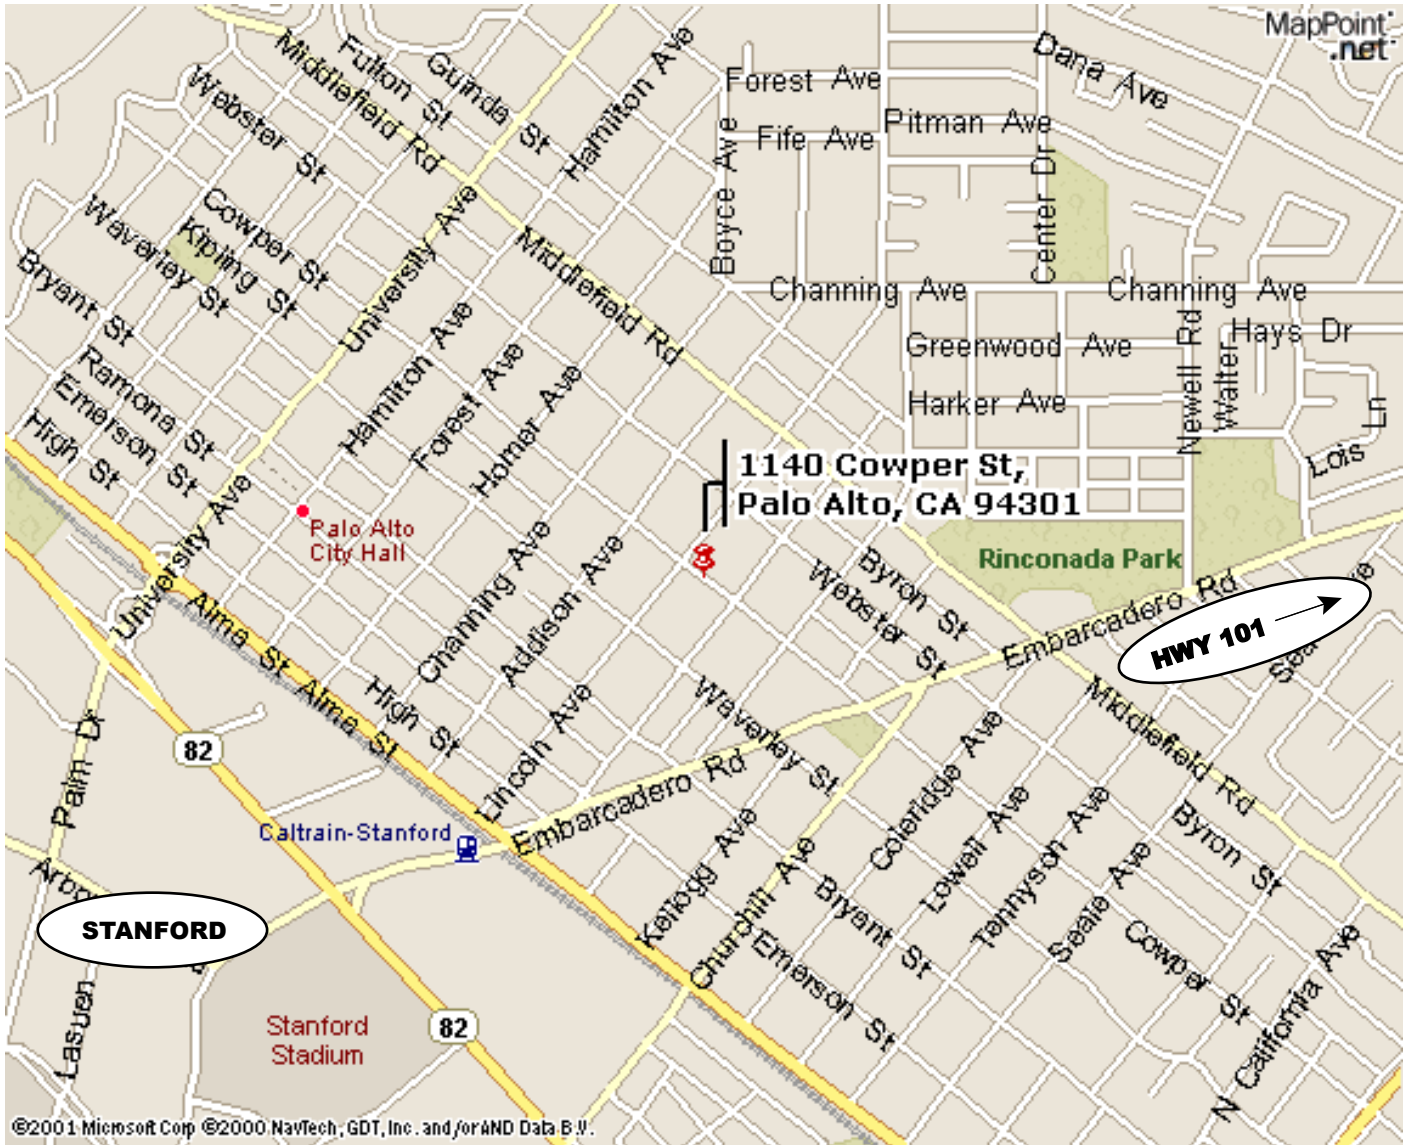 MapPoint
.net
Dana Ave
Guinda St
Fulton St
Middlefield Rd
Hamilton Ave
Forest Ave
Webster St
Pitman Ave
Fife Ave
Boyce Ave
Center Dr
Cowper St
Kipling St
Waverley St
University Ave
Middlefield Rd
Bryant St
Channing Ave
Channing Ave
Hays Dr
Walter
Newell Rd
Greenwood Ave
Harker Ave
Lois Ln
Hamilton Ave
Forest Ave
Homer Ave
Ramona St
Emerson St
High St
1140 Cowper St,
Palo Alto, CA 94301
Palo Alto
City Hall
University Ave
Channing Ave
Addison Ave
Rinconada Park
Byron St
Webster St
Embarcadero Rd
HWY 101
Alma St
Alma St
High St
Lincoln Ave
Waverley St
Middlefield Rd
82
Palm Dr
Embarcadero Rd
Coleridge Ave
Lowell Ave
Tennyson Ave
Seale Ave
Byron St
Caltrain-Stanford
Kellogg Ave
Churchill Ave
Bryant St
Emerson St
Cowper St
N California Ave
STANFORD
Lasuen
Stanford
Stadium
82
©2001 Microsoft Corp ©2000 NavTech, GDT, Inc. and/or AND Data B.V.